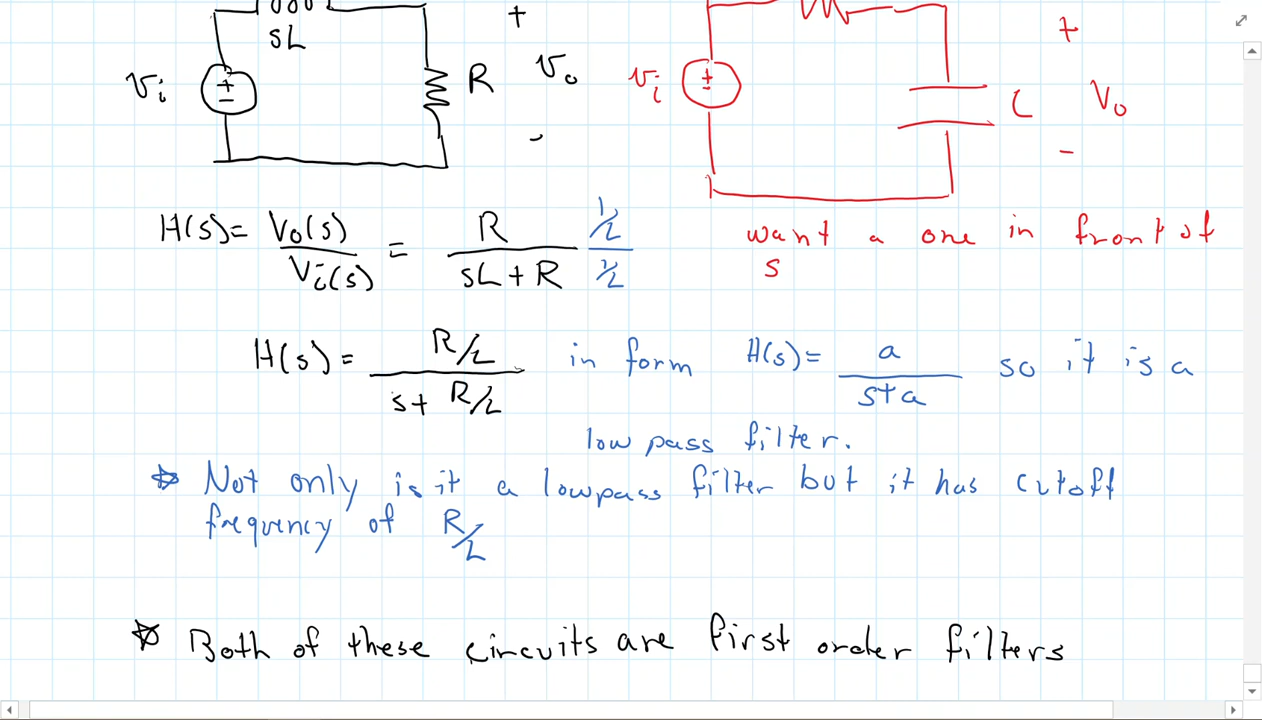 +
+
sL
Vi
+
-
R
Vo
Vi
+
-
C
Vo
-
-
H(s)= Vo(s)/Vi(s) = R/(sL+R) (1/L)/(1/L)
want a one in front of
s
H(s)= (R/L)/(s+ R/L) in form H(s)= a/(s+a) so it is a
low pass filter.
☆ Not only is it a lowpass filter but it has cutoff
frequency of R/L
☆ Both of these circuits are first order filters